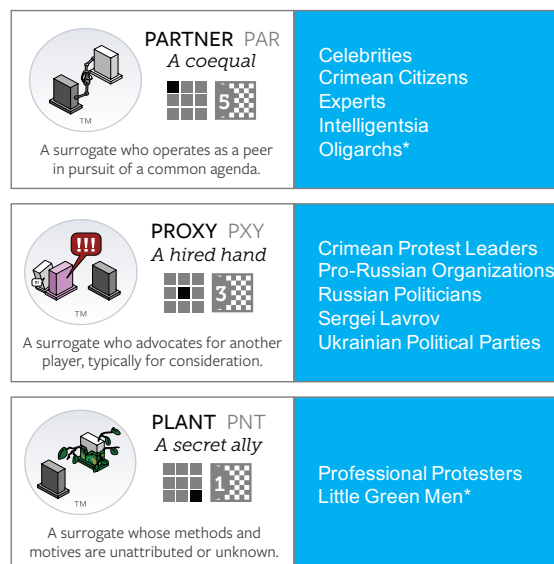 PARTNER PAR
A coequal
5
TM
A surrogate who operates as a peer
in pursuit of a common agenda.
Celebrities
Crimean Citizens
Experts
Intelligentsia
Oligarchs*
PROXY PXY
A hired hand
!!!
3
TM
A surrogate who advocates for another
player, typically for consideration.
Crimean Protest Leaders
Pro-Russian Organizations
Russian Politicians
Sergei Lavrov
Ukrainian Political Parties
PLANT PNT
A secret ally
1
TM
A surrogate whose methods and
motives are unattributed or unknown.
Professional Protesters
Little Green Men*